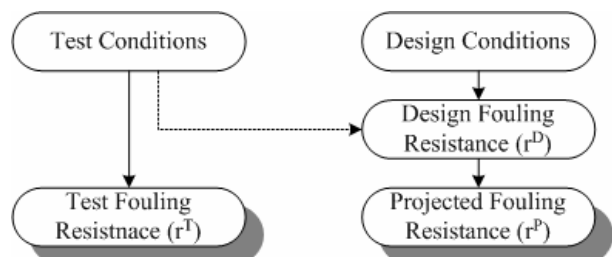 Test Conditions
Design Conditions
Design Fouling
Resistance (r^D)
Test Fouling
Resistnace (r^T)
Projected Fouling
Resistance (r^P)